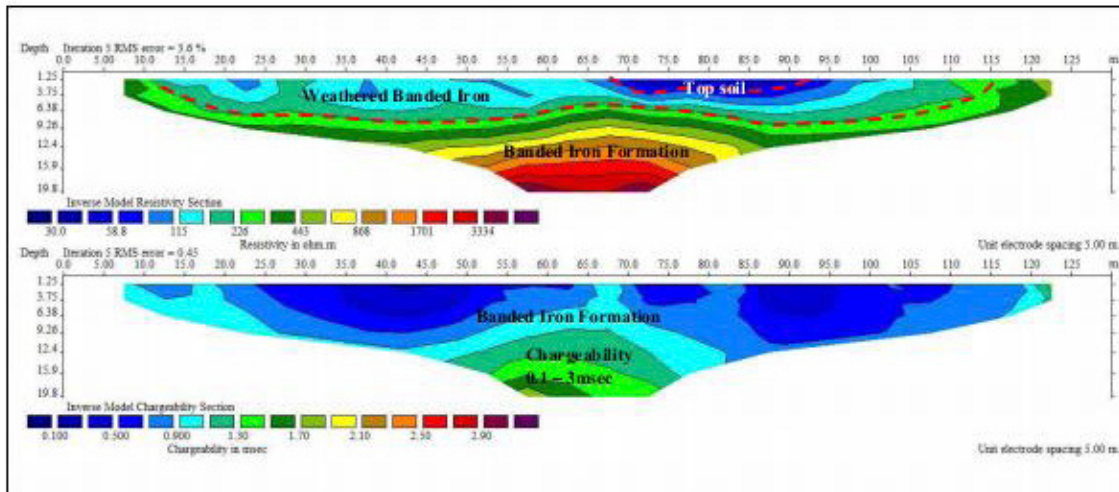 Depth Iteration 5 RMS error = 3.6 %
0.0 5.00 10.0 15.0 20.0 25.0 30.0 35.0 40.0 45.0 50.0 55.0 60.0 65.0 70.0 75.0 80.0 85.0 90.0 95.0 100.0 105.0 110.0 115 125 m.
1.25
3.75
6.38
9.26
12.4
15.9
19.8
Top soil
Weathered Banded Iron
Banded Iron Formation
Inverse Model Resistivity Section
30.0 58.8 115 226 443 868 1701 3334
Resistivity in ohm.m
Unit electrode spacing 5.00 m.
Depth Iteration 5 RMS error = 0.45
0.0 5.00 10.0 15.0 20.0 25.0 30.0 35.0 40.0 45.0 50.0 55.0 60.0 65.0 70.0 75.0 80.0 85.0 90.0 95.0 100.0 105.0 110.0 115 125 m.
1.25
3.75
6.38
9.26
12.4
15.9
19.8
Banded Iron Formation
Chargeability
0.1 – 3msec
Inverse Model Chargeability Section
0.100 0.500 0.900 1.30 1.70 2.10 2.50 2.90
Chargeability in msec
Unit electrode spacing 5.00 m.